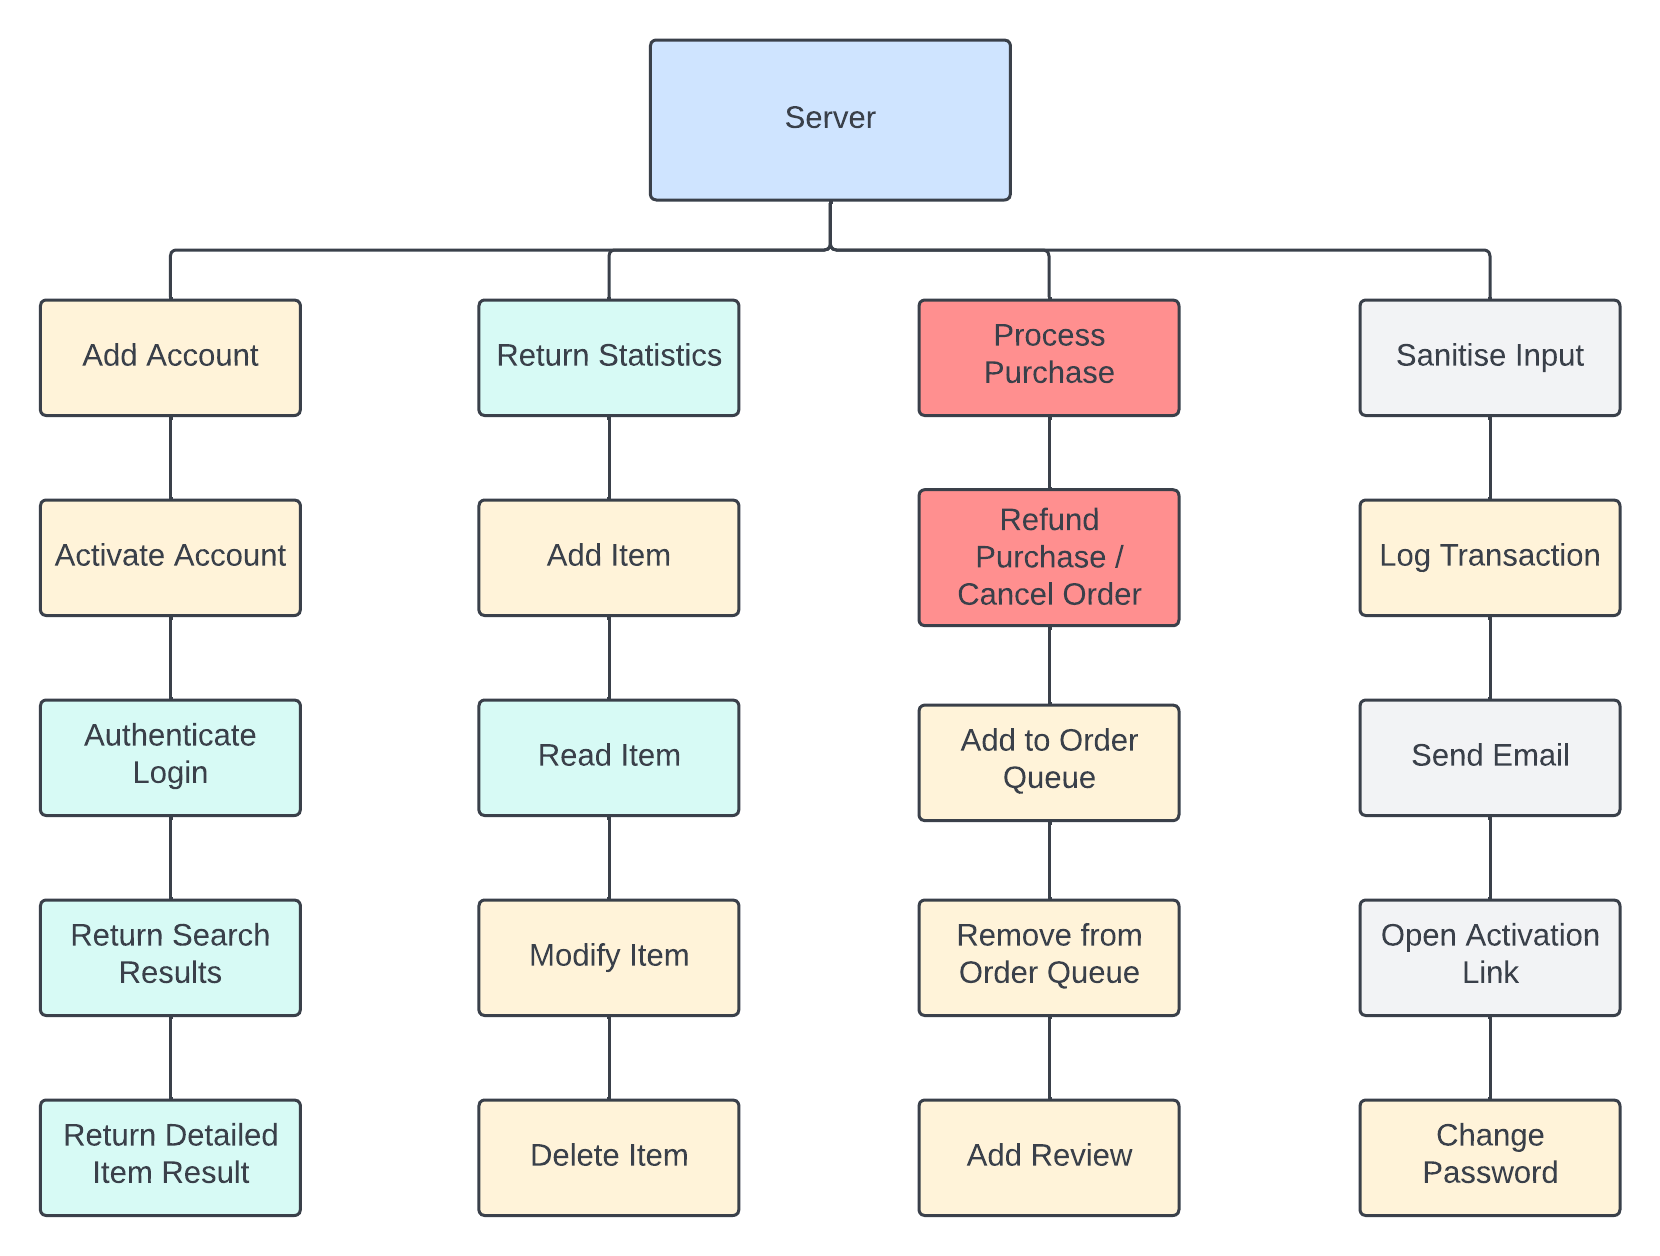 Server
Add Account
Return Statistics
Process
Purchase
Sanitise Input
Activate Account
Add Item
Refund
Purchase /
Cancel Order
Log Transaction
Authenticate
Login
Read Item
Add to Order
Queue
Send Email
Return Search
Results
Modify Item
Remove from
Order Queue
Open Activation
Link
Return Detailed
Item Result
Delete Item
Add Review
Change
Password